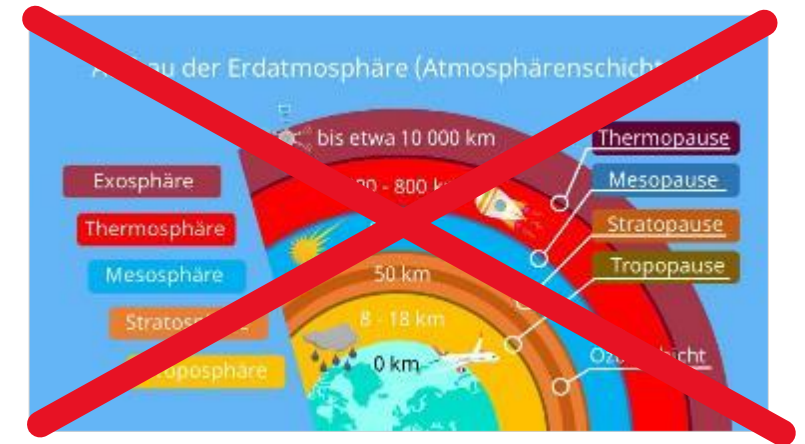 der Erdatmosphäre (Atmosphärenschicht
bis etwa 10 000 km
Thermopause
Exosphäre
- 800
Mesopause
Thermosphäre
Stratopause
Mesosphäre
50 km
Tropopause
8 - 18 km
0 km